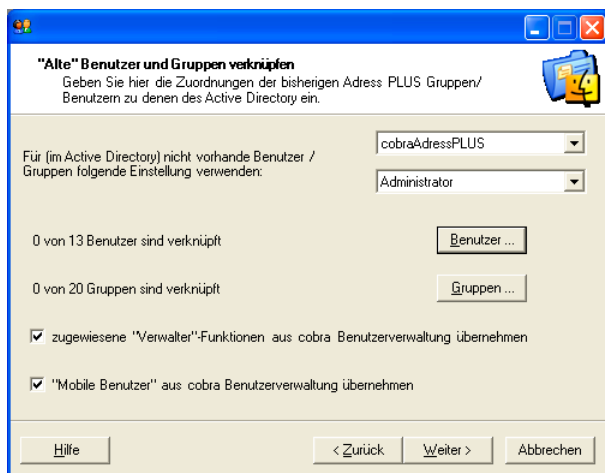 "Alte" Benutzer und Gruppen verknüpfen
Geben Sie hier die Zuordnungen der bisherigen Adress PLUS Gruppen/
Benutzern zu denen des Active Directory ein.
Für (im Active Directory) nicht vorhande Benutzer /
Gruppen folgende Einstellung verwenden:
cobraAdressPLUS
Administrator
0 von 13 Benutzer sind verknüpft
Benutzer ...
0 von 20 Gruppen sind verknüpft
Gruppen ...
zugewiesene "Verwalter"-Funktionen aus cobra Benutzerverwaltung übernehmen
"Mobile Benutzer" aus cobra Benutzerverwaltung übernehmen
Hilfe
< Zurück
Weiter >
Abbrechen